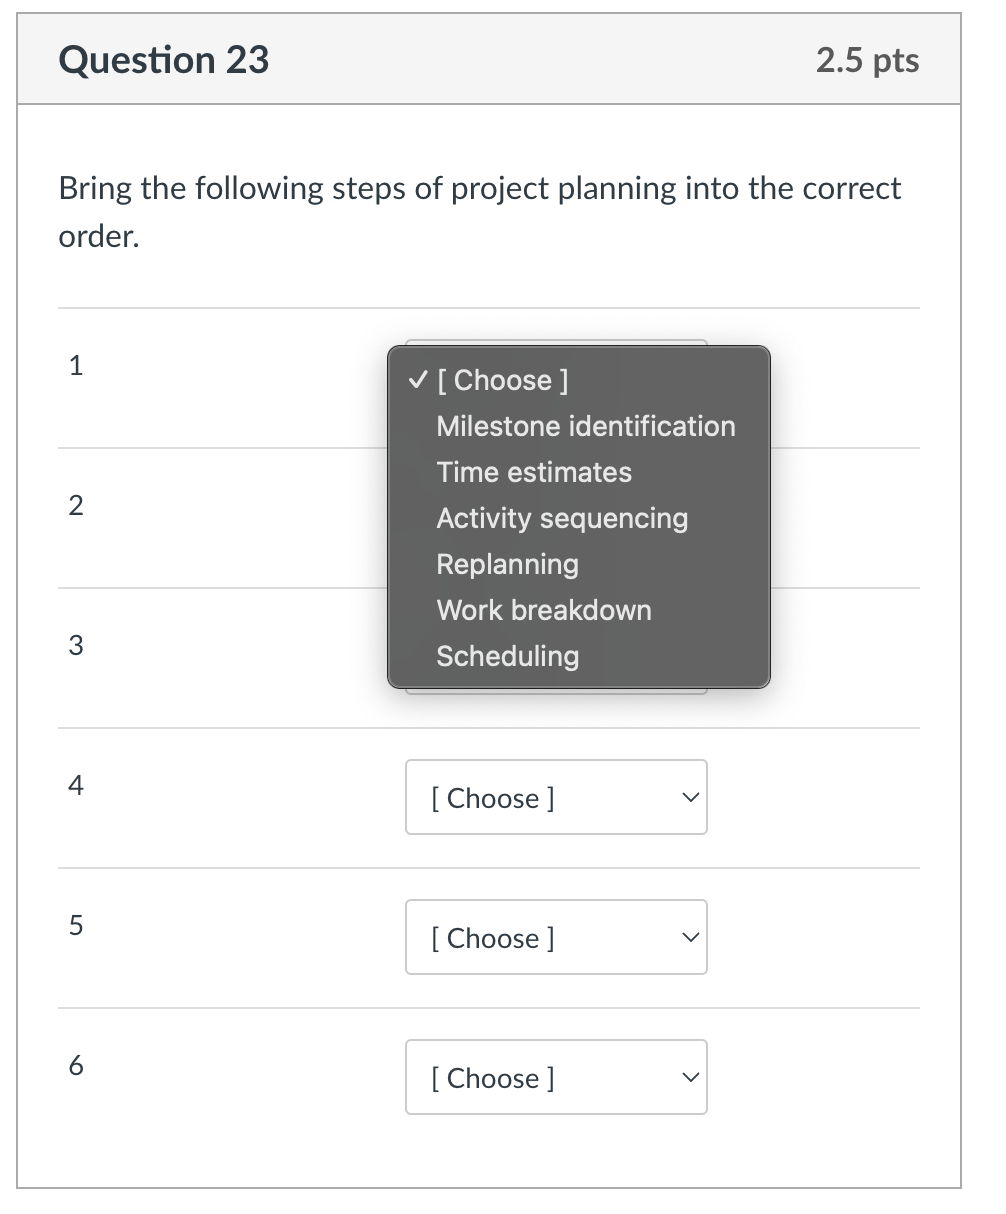 Question 23
2.5 pts
Bring the following steps of project planning into the correct
order.
1
✓ [ Choose ]
Milestone identification
Time estimates
Activity sequencing
Replanning
Work breakdown
Scheduling
2
3
4
[ Choose ]
5
[ Choose ]
6
[ Choose ]